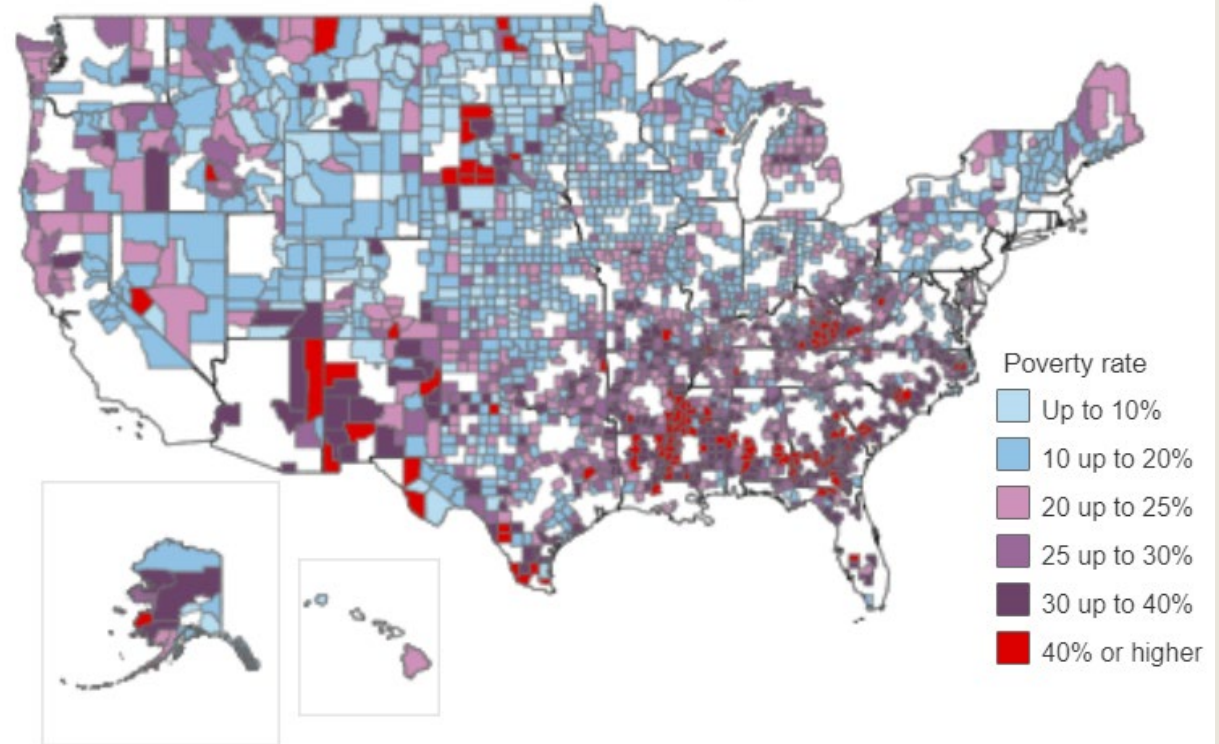 Poverty rate
Up to 10%
10 up to 20%
20 up to 25%
25 up to 30%
30 up to 40%
40% or higher